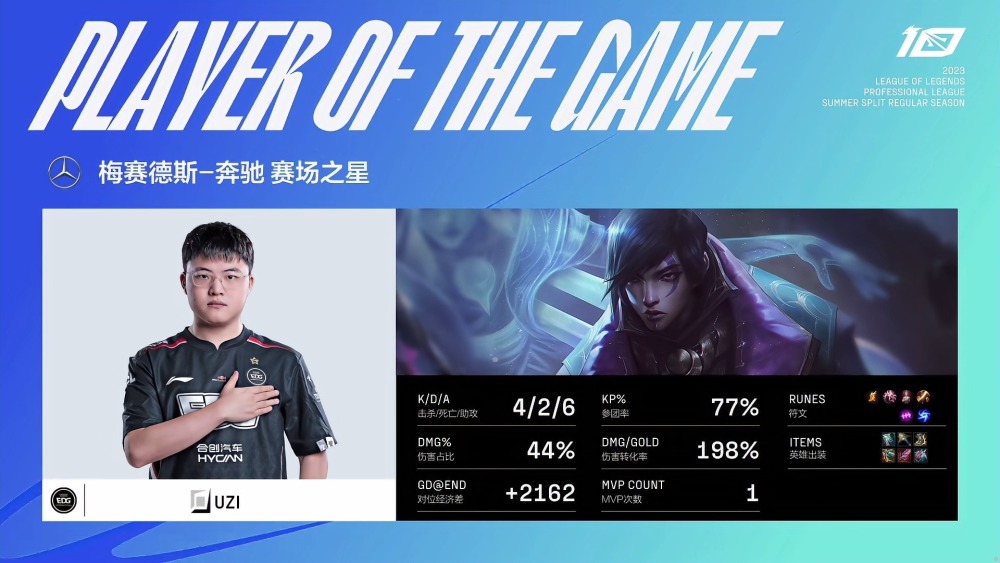 PLAYER OF THE GAME
2023
LEAGUE OF LEGENDS
PROFESSIONAL LEAGUE
SUMMER SPLIT REGULAR SEASON
梅赛德斯-奔驰 赛场之星
EDG
合创汽车
HYCAN
EDG
UZI
K/D/A
击杀/死亡/助攻
4/2/6
KP%
参团率
77%
RUNES
符文
DMG%
伤害占比
44%
DMG/GOLD
伤害转化率
198%
ITEMS
英雄出装
GD@END
对位经济差
+2162
MVP COUNT
MVP次数
1